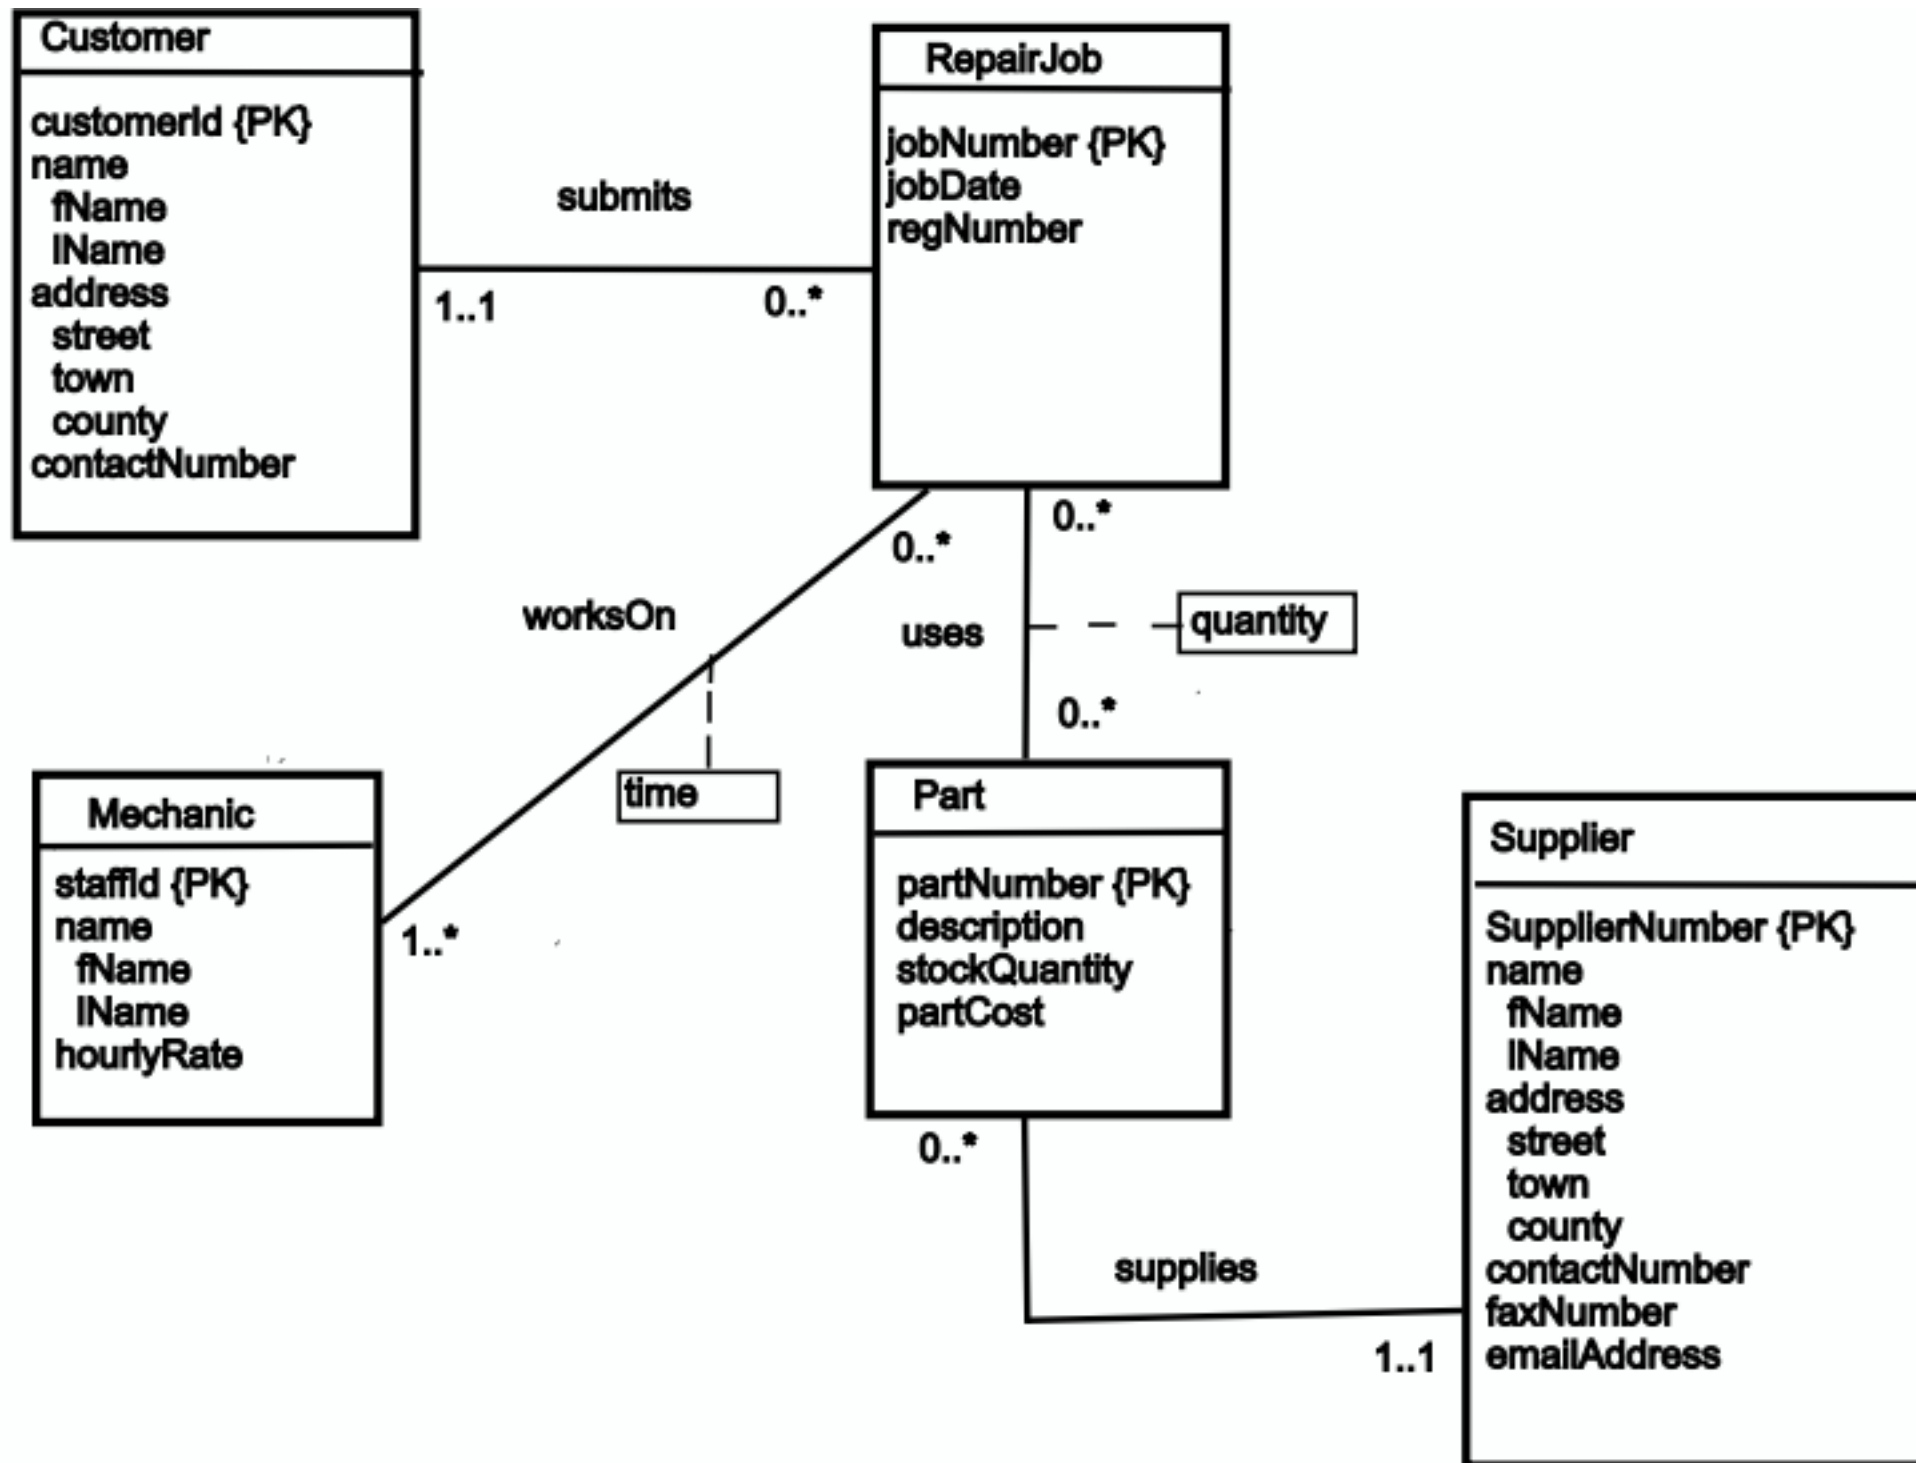 Customer
customerId {PK}
name
fName
lName
address
street
town
county
contactNumber
submits
1..1
0..*
RepairJob
jobNumber {PK}
jobDate
regNumber
0..*
0..*
worksOn
uses
quantity
time
0..*
1..*
Mechanic
staffId {PK}
name
fName
lName
hourlyRate
Part
partNumber {PK}
description
stockQuantity
partCost
0..*
supplies
1..1
Supplier
SupplierNumber {PK}
name
fName
lName
address
street
town
county
contactNumber
faxNumber
emailAddress